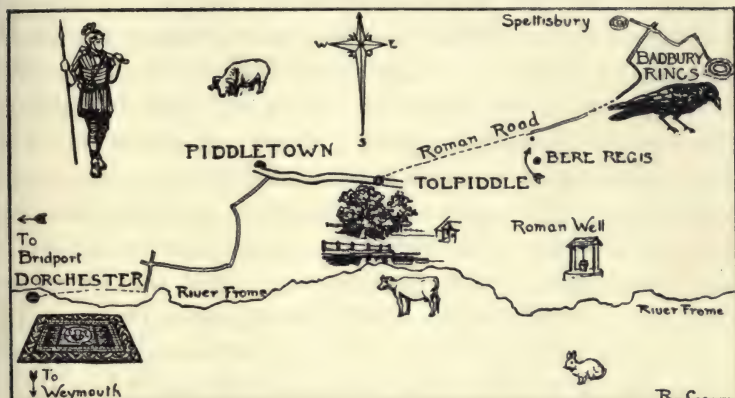 Spettisbury
W E
BADBURY
RINGS
S
Roman Road
PIDDLETOWN
BERE REGIS
TOLPIDDLE
Roman Well
To
Bridport
DORCHESTER
River Frome
River Frome
To
Weymouth